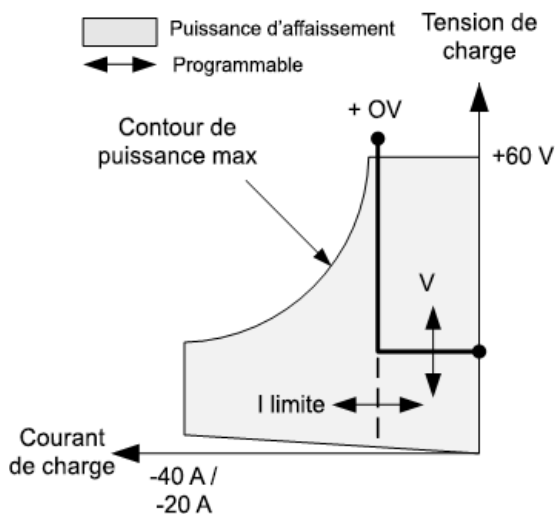 Puissance d'affaissement
Programmable
Tension de
charge
+ OV
Contour de
puissance max
+60 V
V
I limite
Courant
de charge
-40 A /
-20 A